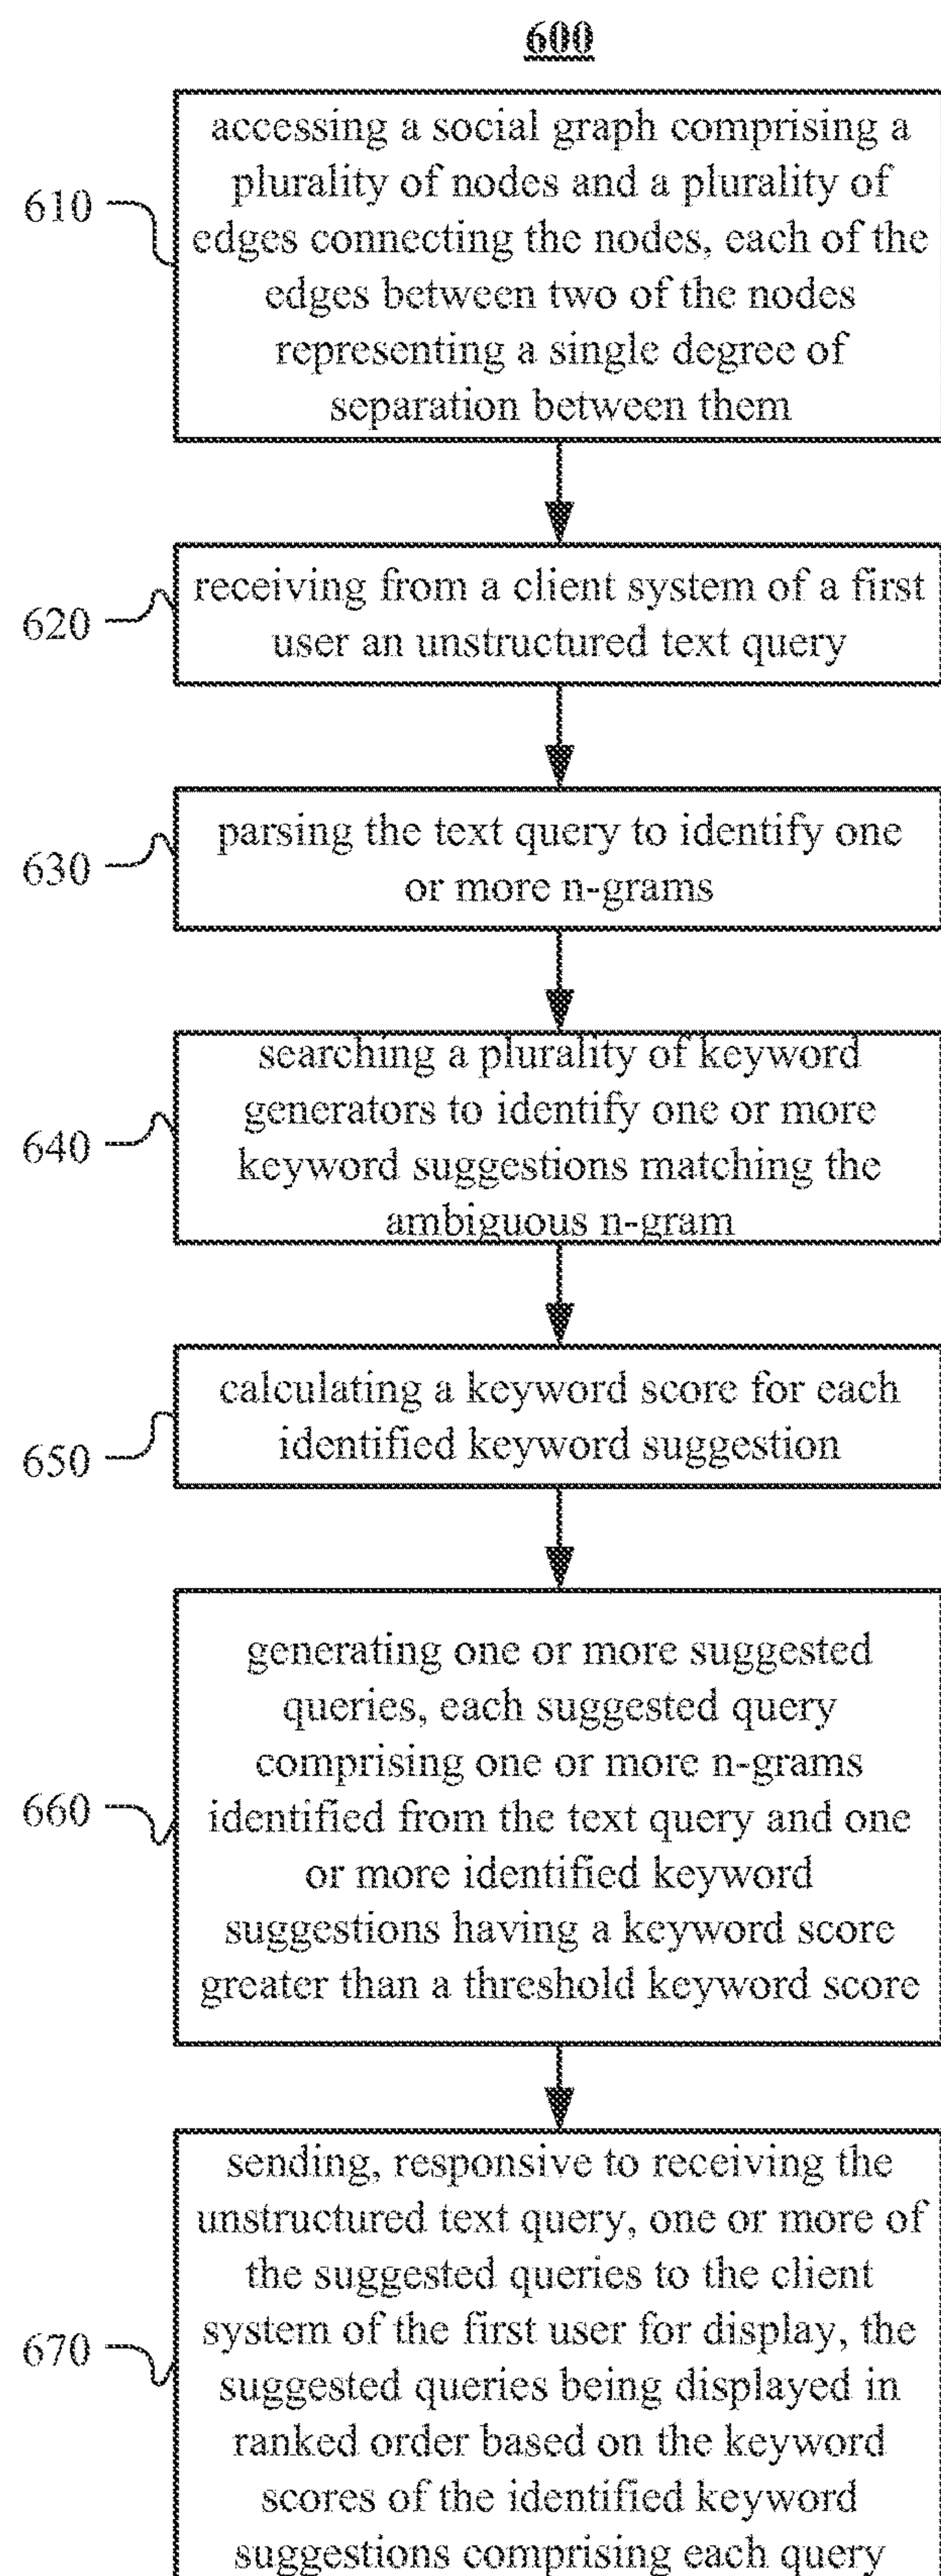 600
610
accessing a social graph comprising a
plurality of nodes and a plurality of
edges connecting the nodes, each of the
edges between two of the nodes
representing a single degree of
separation between them
620
receiving from a client system of a first
user an unstructured text query
630
parsing the text query to identify one
or more n-grams
640
searching a plurality of keyword
generators to identify one or more
keyword suggestions matching the
ambiguous n-gram
650
calculating a keyword score for each
identified keyword suggestion
660
generating one or more suggested
queries, each suggested query
comprising one or more n-grams
identified from the text query and one
or more identified keyword
suggestions having a keyword score
greater than a threshold keyword score
670
sending, responsive to receiving the
unstructured text query, one or more of
the suggested queries to the client
system of the first user for display, the
suggested queries being displayed in
ranked order based on the keyword
scores of the identified keyword
suggestions comprising each query